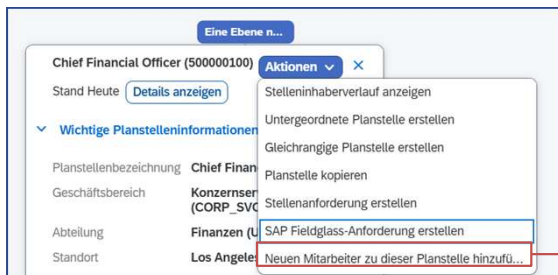 Eine Ebene n...
Chief Financial Officer (500000100) Aktionen
Stand Heute Details anzeigen
Wichtige Planstelleninformationen
Planstellenbezeichnung Chief Finan
Geschäftsbereich Konzernser
(CORP_SVC
Abteilung Finanzen (U
Standort Los Angeles
Stelleninhaberverlauf anzeigen
Untergeordnete Planstelle erstellen
Gleichrangige Planstelle erstellen
Planstelle kopieren
Stellenanforderung erstellen
SAP Fieldglass-Anforderung erstellen
Neuen Mitarbeiter zu dieser Planstelle hinzufü...